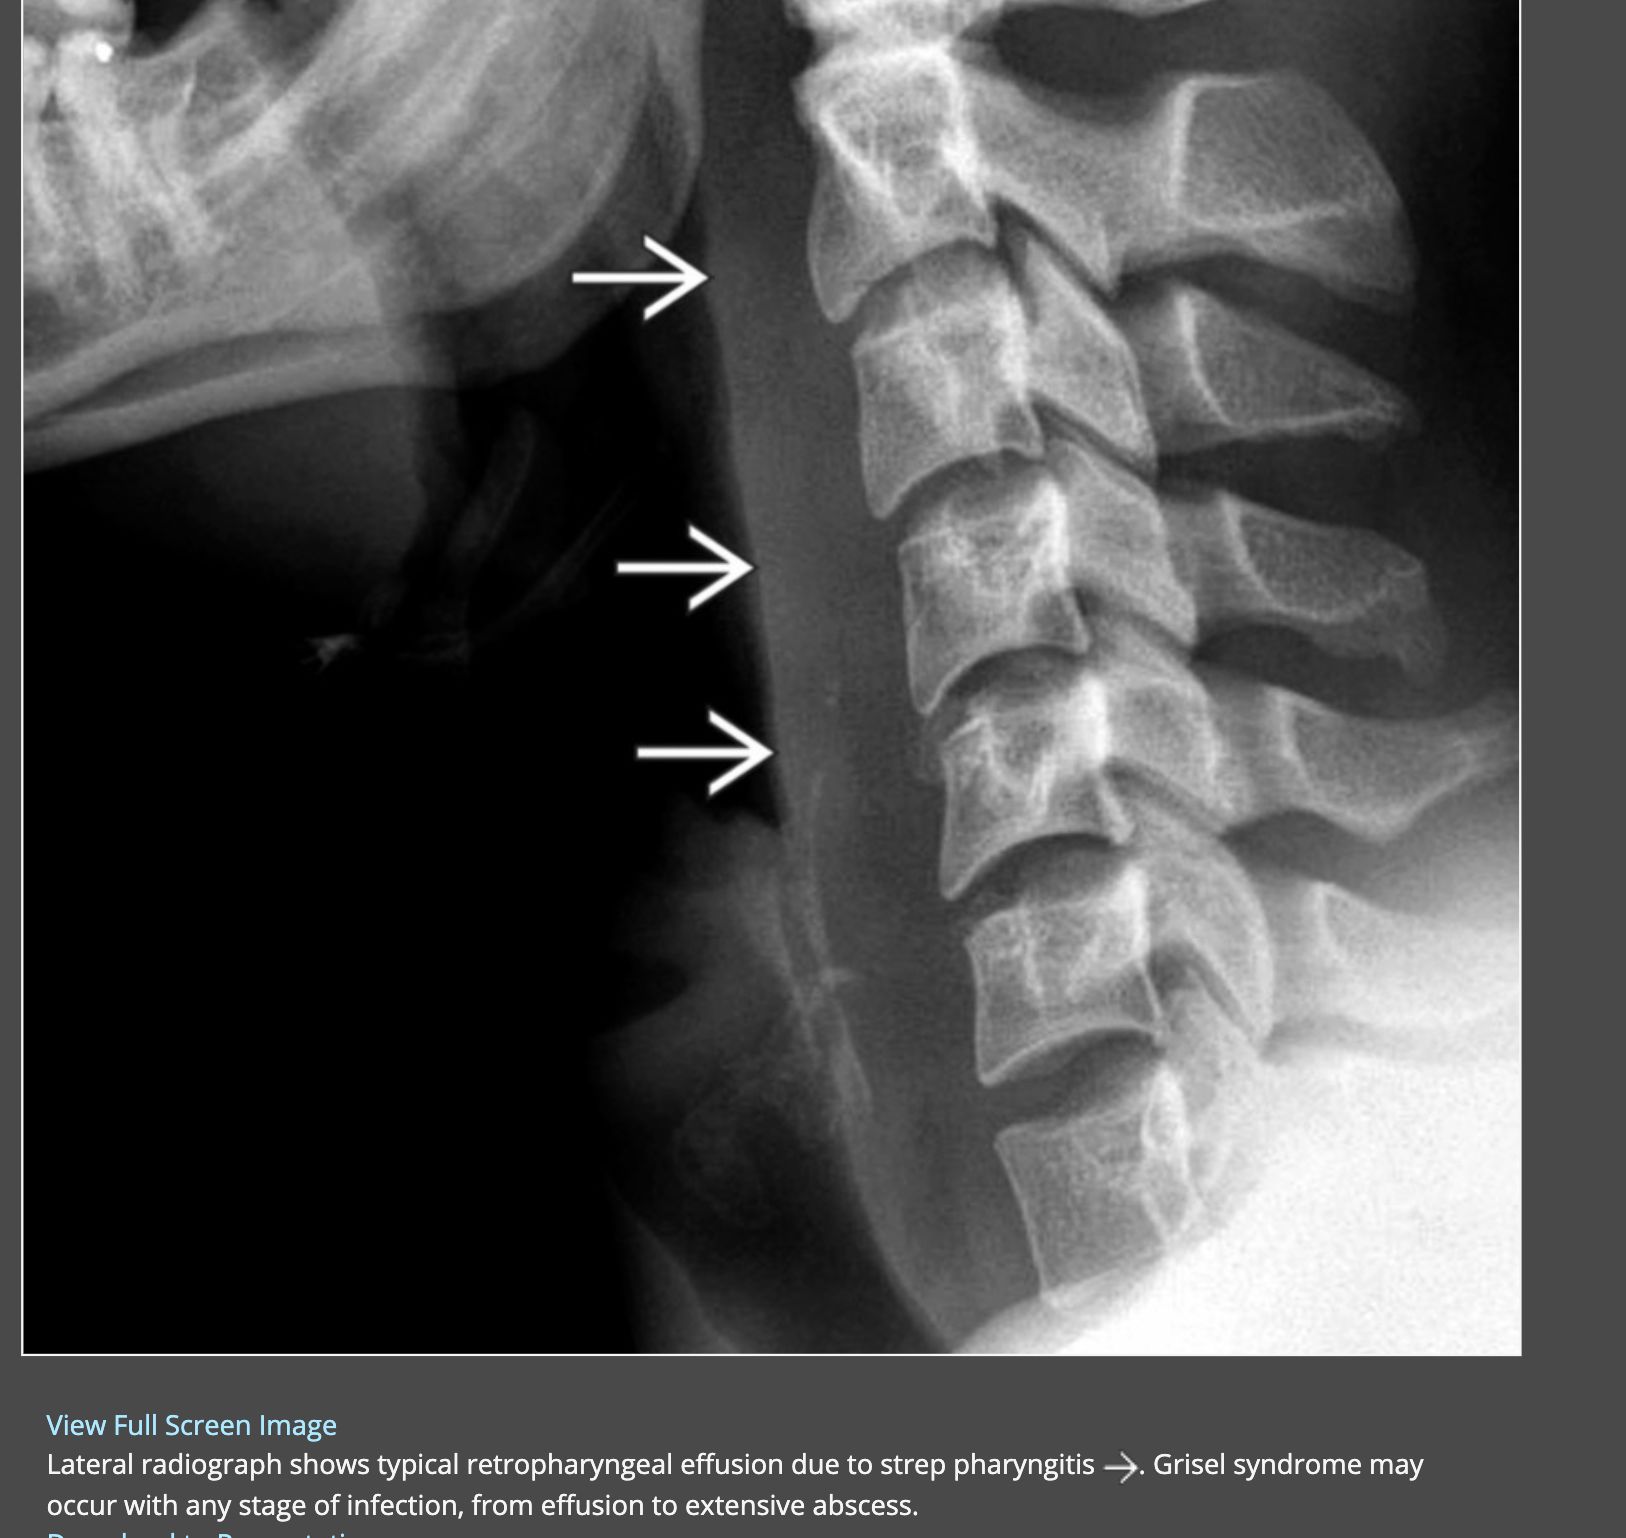 View Full Screen Image
Lateral radiograph shows typical retropharyngeal effusion due to strep pharyngitis →. Grisel syndrome may
occur with any stage of infection, from effusion to extensive abscess.